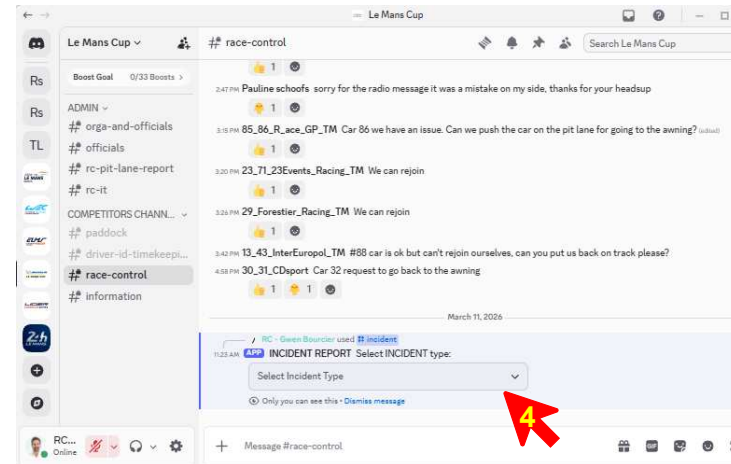 Le Mans Cup
Le Mans Cup
race-control
Search Le Mans Cup
Boost Goal 0/33 Boosts >
ADMIN
orga-and-officials
officials
rc-pit-lane-report
rc-it
COMPETITORS CHANN...
paddock
driver-id-timekeepi...
race-control
information
Rs
Rs
TL
24h
RC...
Online
1
2:47 PM Pauline schoofs sorry for the radio message it was a mistake on my side, thanks for your headsup
1
3:15 PM 85_86_R_ace_GP_TM Car 86 we have an issue. Can we push the car on the pit lane for going to the awning? (edited)
1
3:20 PM 23_71_23Events_Racing_TM We can rejoin
1
3:26 PM 29_Forestier_Racing_TM We can rejoin
1
3:42 PM 13_43_InterEuropol_TM #88 car is ok but can't rejoin ourselves, can you put us back on track please?
4:58 PM 30_31_CDsport Car 32 request to go back to the awning
1 1
March 11, 2026
RC - Gwen Bourcier used incident
11:23 AM APP INCIDENT REPORT Select INCIDENT type:
Select Incident Type
Only you can see this • Dismiss message
4
Message #race-control
GIF